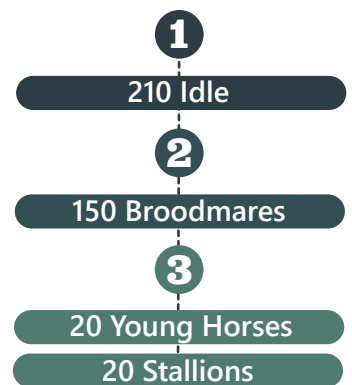 1
210 Idle
2
150 Broodmares
3
20 Young Horses
20 Stallions